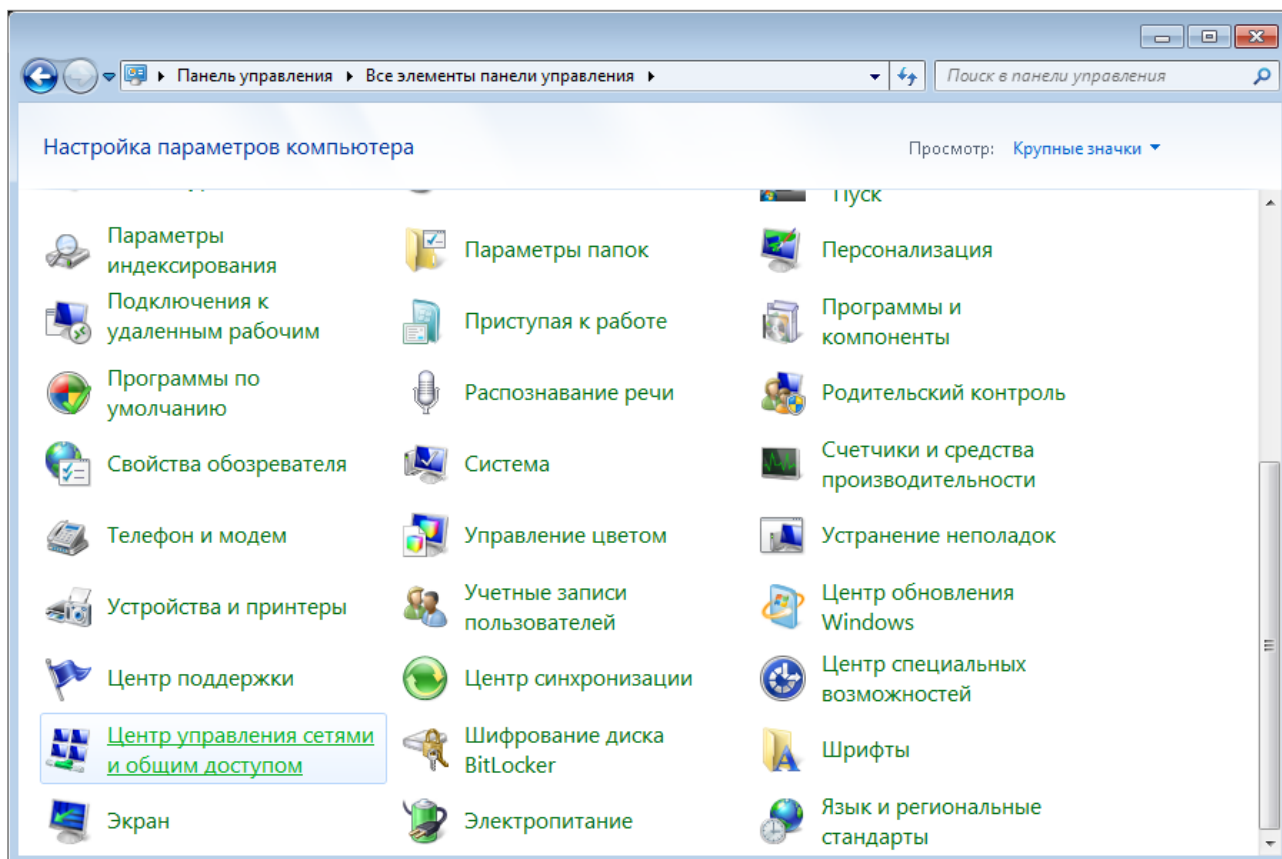 Панель управления
Все элементы панели управления
Поиск в панели управления
Настройка параметров компьютера
Просмотр: Крупные значки
Пуск
Параметры
индексирования
Параметры папок
Персонализация
Подключения к
удаленным рабочим
Приступая к работе
Программы и
компоненты
Программы по
умолчанию
Распознавание речи
Родительский контроль
Свойства обозревателя
Система
Счетчики и средства
производительности
Телефон и модем
Управление цветом
Устранение неполадок
Устройства и принтеры
Учетные записи
пользователей
Центр обновления
Windows
Центр поддержки
Центр синхронизации
Центр специальных
возможностей
Центр управления сетями
и общим доступом
Шифрование диска
BitLocker
Шрифты
Экран
Электропитание
Язык и региональные
стандарты